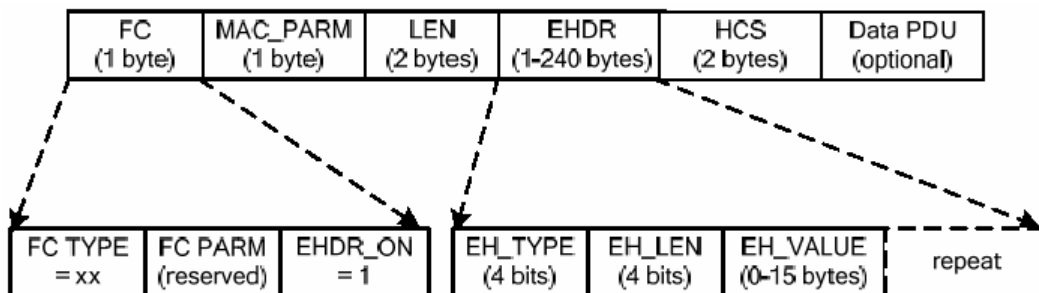 FC MAC_PARM LEN EHDR HCS Data PDU
(1 byte) (1 byte) (2 bytes) (1-240 bytes) (2 bytes) (optional)
FC TYPE FC PARM EHDR_ON EH_TYPE EH_LEN EH_VALUE repeat
= xx (reserved) = 1 (4 bits) (4 bits) (0-15 bytes)